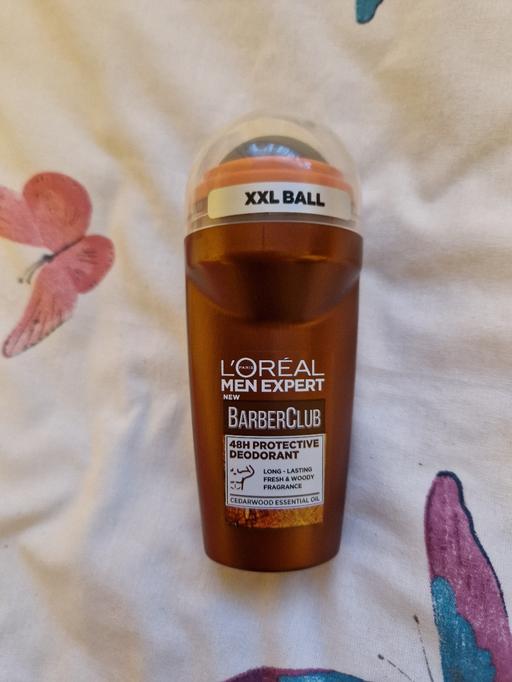 XXL BALL
L'ORÉAL
PARIS
MEN EXPERT
NEW
BARBERCLUB
48H PROTECTIVE
DEODORANT
LONG - LASTING
FRESH & WOODY
FRAGRANCE
CEDARWOOD ESSENTIAL OIL